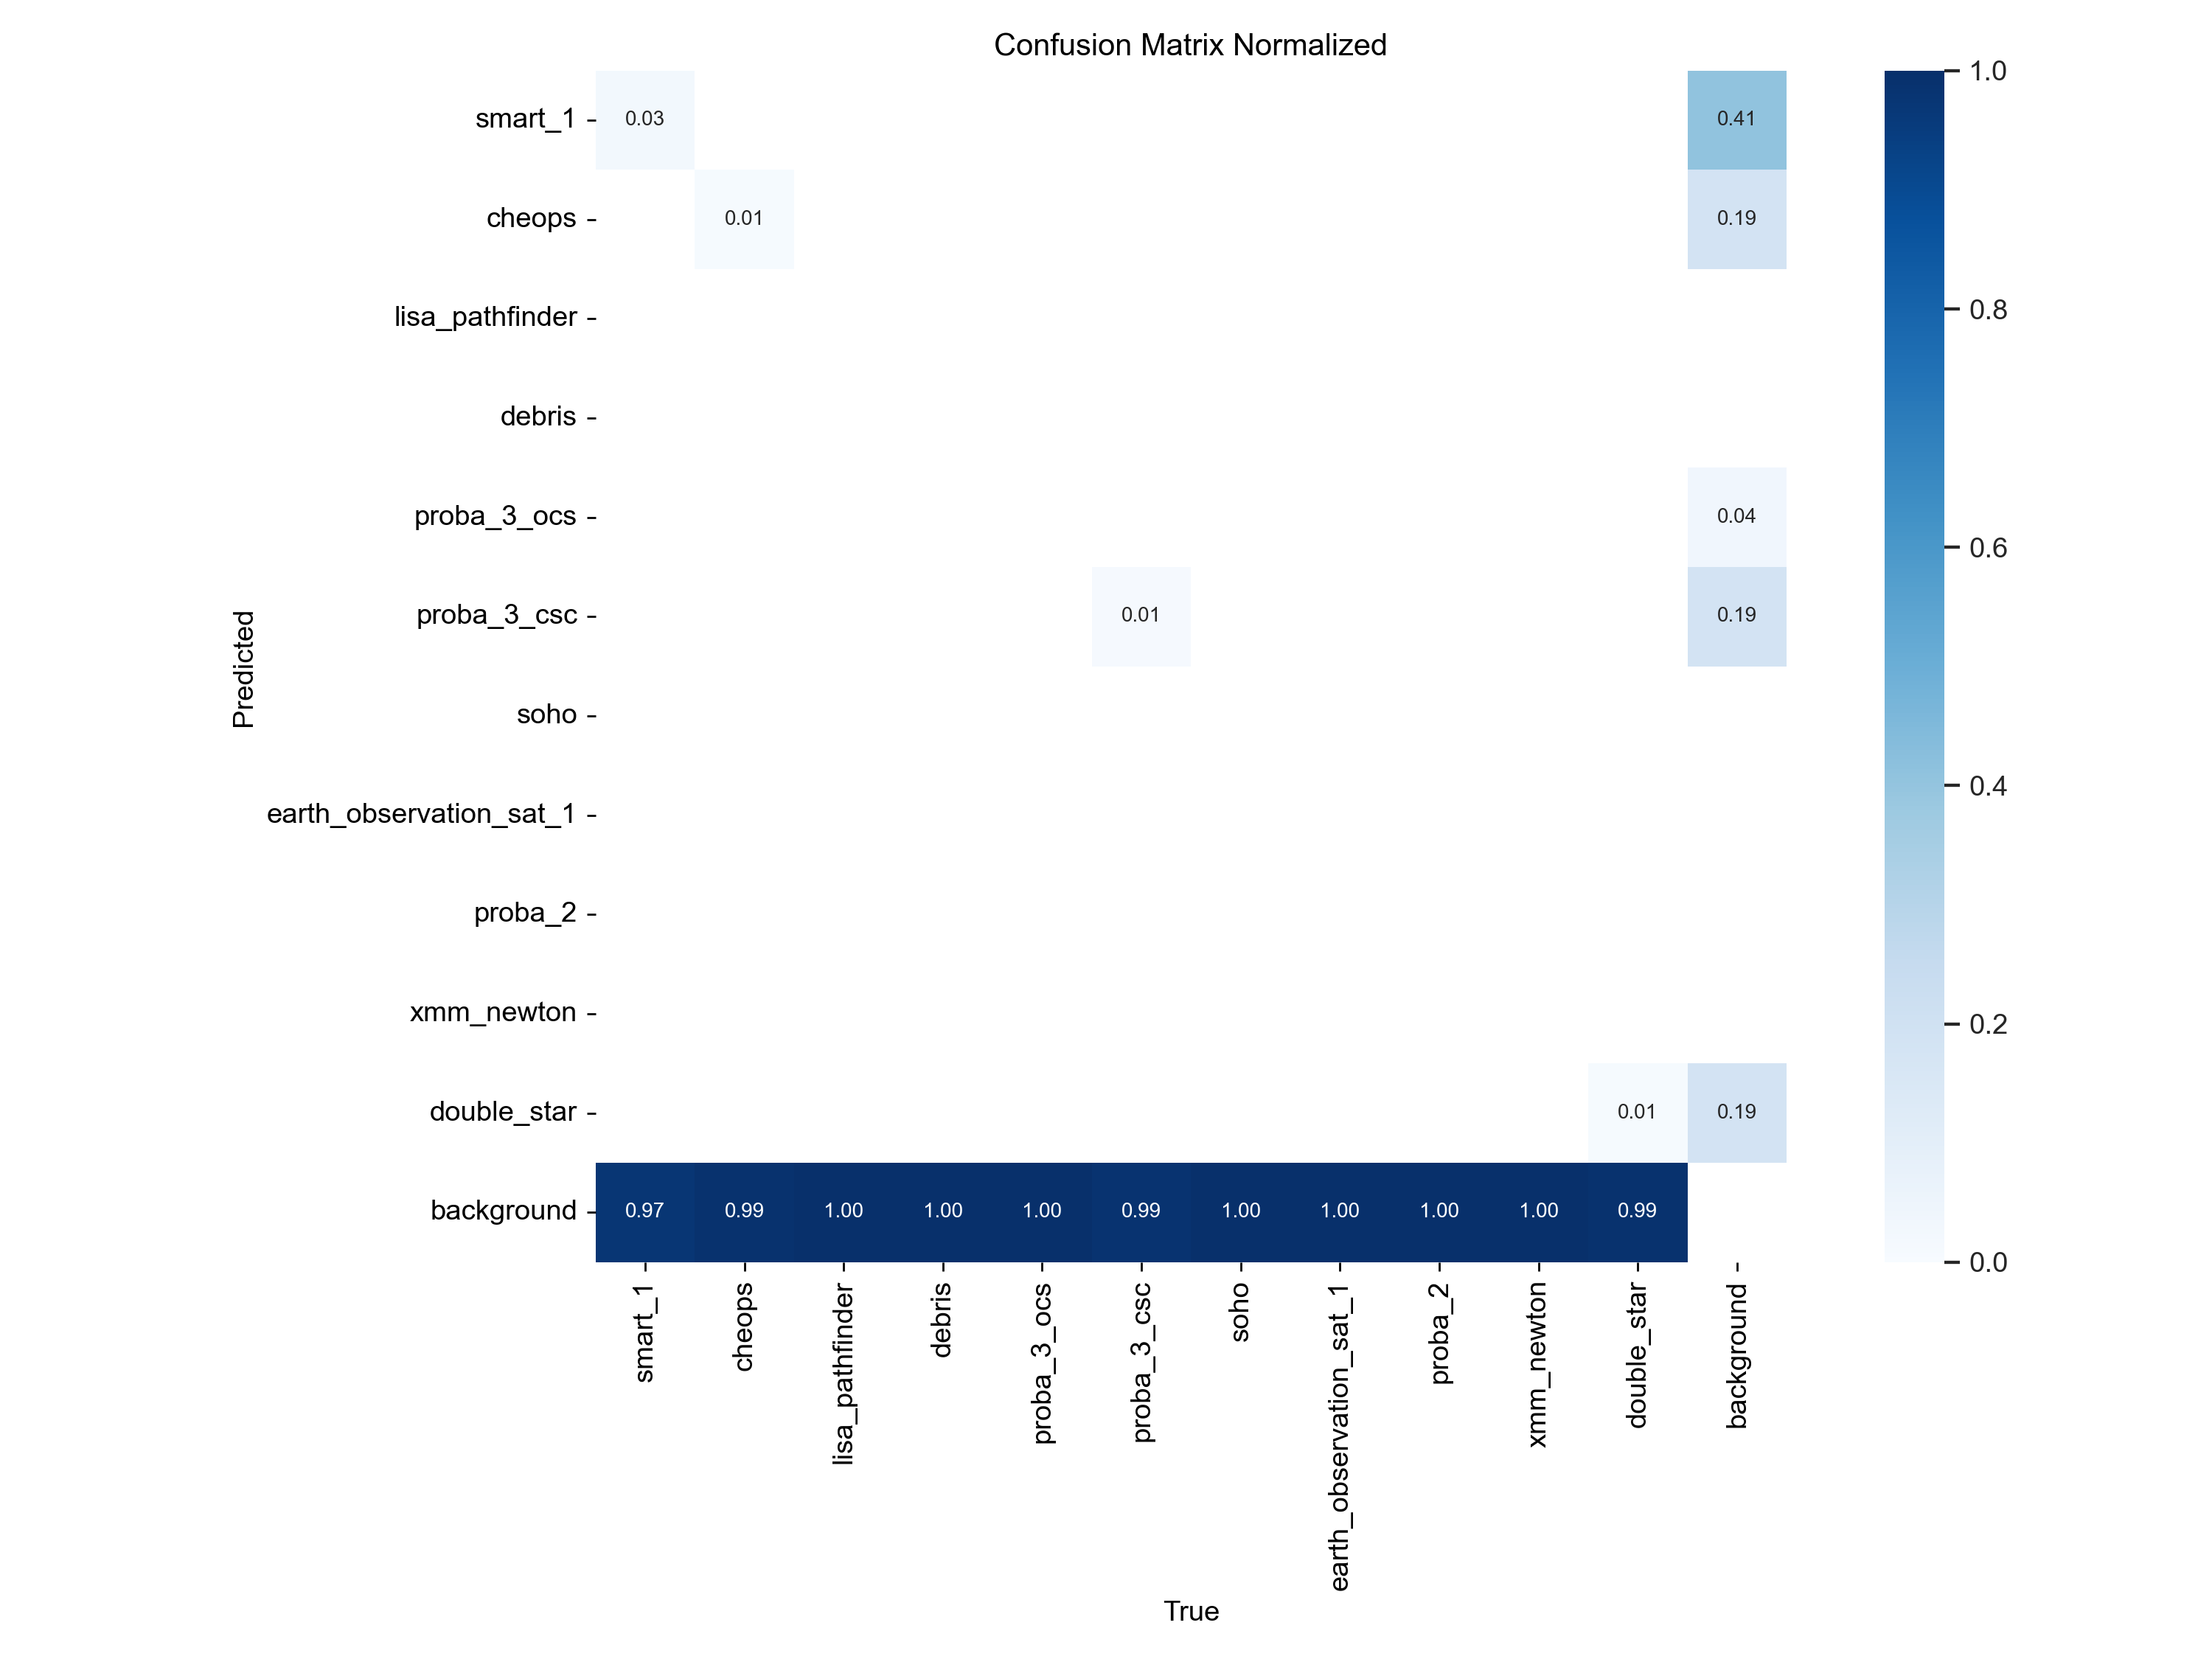 Confusion Matrix Normalized
smart_1
0.03
0.41
cheops
0.01
0.19
lisa_pathfinder
debris
proba_3_ocs
0.04
proba_3_csc
0.01
0.19
soho
earth_observation_sat_1
proba_2
xmm_newton
double_star
0.01
0.19
background
0.97 0.99 1.00 1.00 1.00 0.99 1.00 1.00 1.00 1.00 0.99
Predicted
smart_1
cheops
lisa_pathfinder
debris
proba_3_ocs
proba_3_csc
soho
earth_observation_sat_1
proba_2
xmm_newton
double_star
background
True
1.0
0.8
0.6
0.4
0.2
0.0